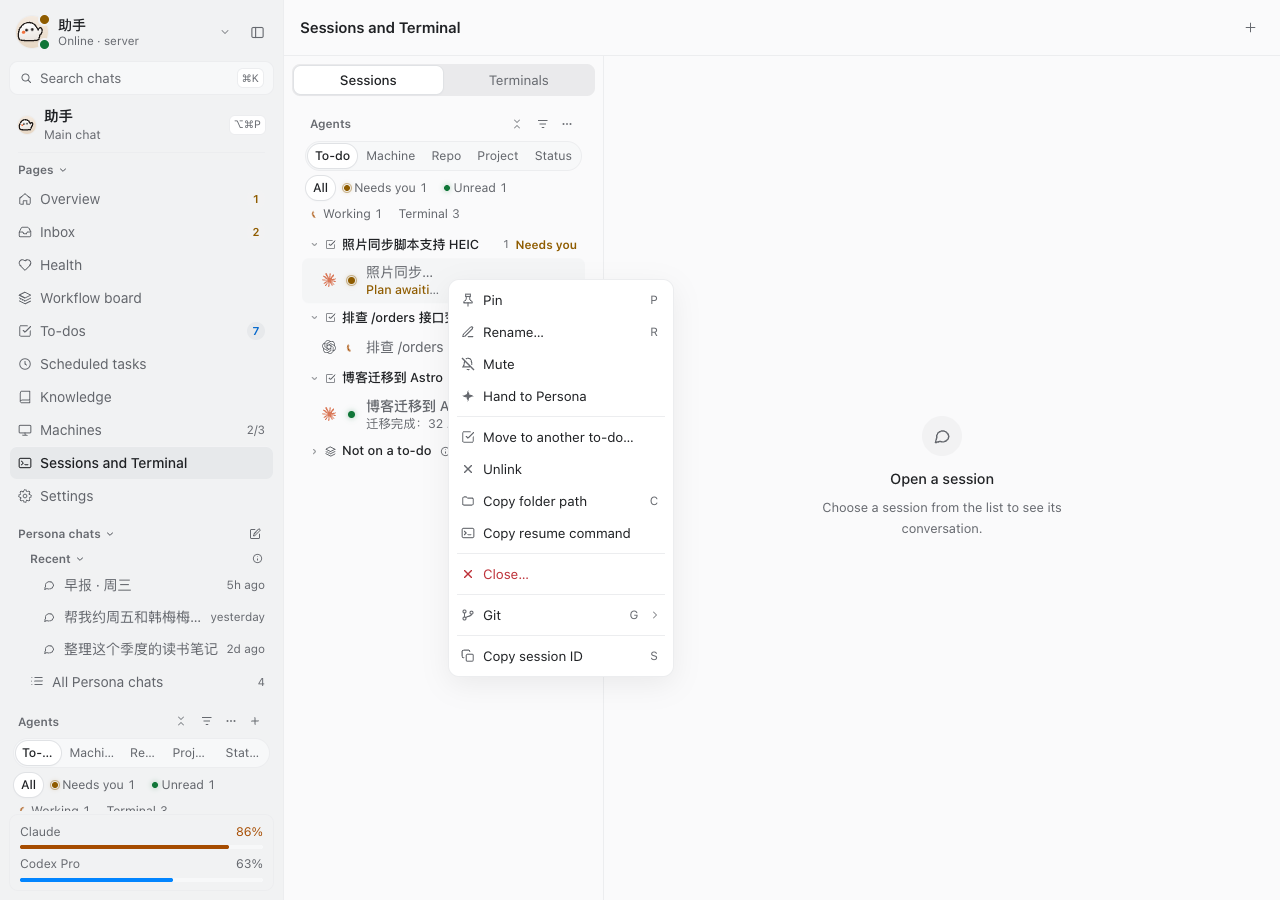 助手
Online · server
Search chats
⌘K
助手
Main chat
⌥⌘P
Pages
Overview
1
Inbox
2
Health
Workflow board
To-dos
7
Scheduled tasks
Knowledge
Machines
2/3
Sessions and Terminal
Settings
Persona chats
Recent
早报 · 周三
5h ago
帮我约周五和韩梅梅…
yesterday
整理这个季度的读书笔记
2d ago
All Persona chats
4
Agents
To-…
Machi…
Re…
Proj…
Stat…
All
Needs you 1
Unread 1
Working 1
Terminal 3
Claude
86%
Codex Pro
63%
Sessions and Terminal
Sessions
Terminals
Agents
To-do
Machine
Repo
Project
Status
All
Needs you 1
Unread 1
Working 1
Terminal 3
照片同步脚本支持 HEIC
1 Needs you
照片同步…
Plan awaiti…
排查 /orders 接口
排查 /orders
博客迁移到 Astro
博客迁移到
迁移完成：32
Not on a to-do
Pin
P
Rename…
R
Mute
Hand to Persona
Move to another to-do…
Unlink
Copy folder path
C
Copy resume command
Close…
Git
G
Copy session ID
S
Open a session
Choose a session from the list to see its
conversation.